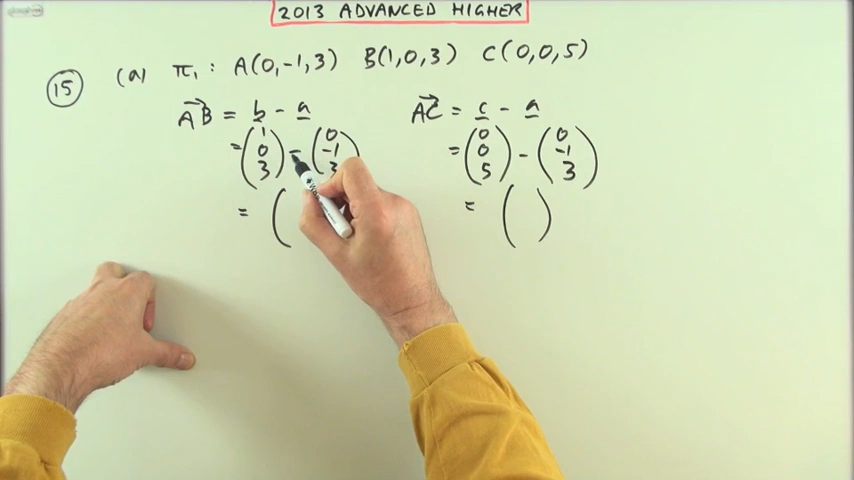 2013 ADVANCED HIGHER
15 (a) π₁ : A(0,-1,3) B(1,0,3) C(0,0,5)
AB = b - a AC = c - a
= (1 0 3) - (0 -1 3) = (0 0 5) - (0 -1 3)
= ( = ( )